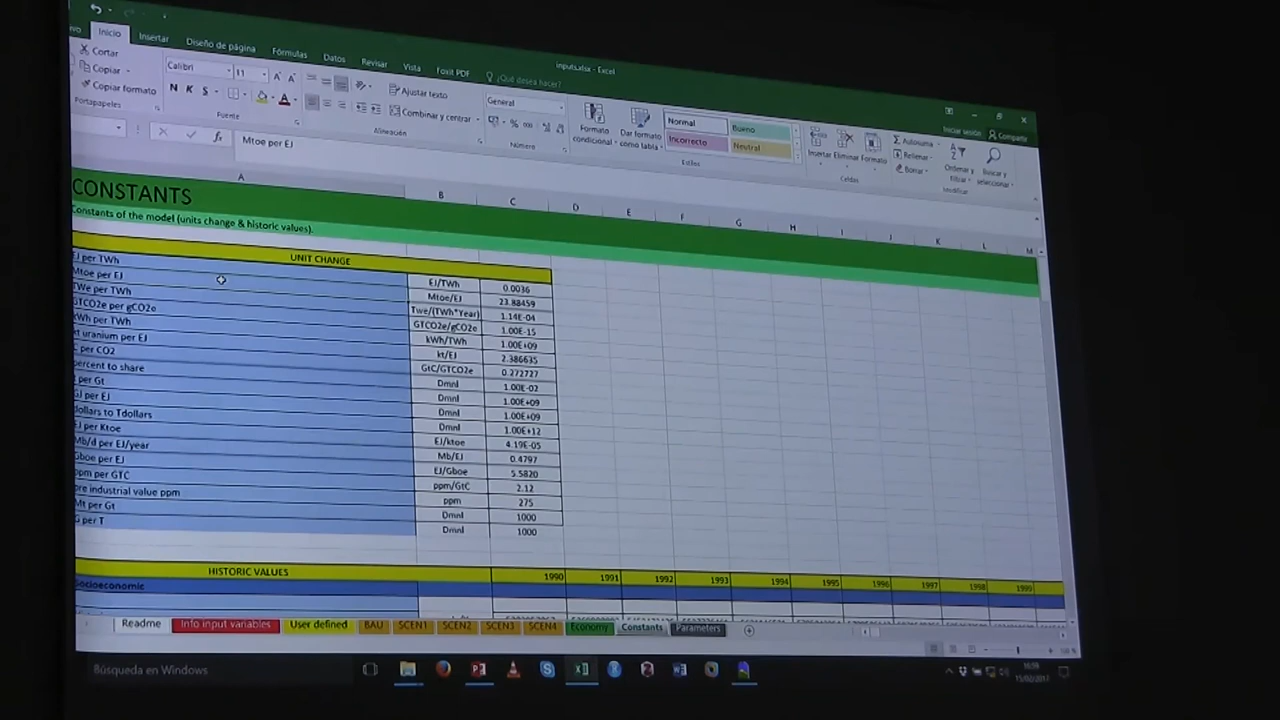 Inicio Insertar Diseño de página Fórmulas Datos Revisar Vista Foxit PDF ¿Qué desea hacer?
inputs.xlsx - Excel
Iniciar sesión Compartir
Cortar
Copiar
Copiar formato
Portapapeles
Calibri 11
N K S
Fuente
Ajustar texto
Combinar y centrar
Alineación
General
% 000
Número
Formato condicional
Dar formato como tabla
Normal Bueno
Incorrecto Neutral
Estilos
Insertar Eliminar Formato
Celdas
Autosuma
Rellenar
Borrar
Ordenar y filtrar
Buscar y seleccionar
Modificar
fx Mtoe per EJ
A B C D E F G H I J K L M
CONSTANTS
Constants of the model (units change & historic values).
UNIT CHANGE
EJ per TWh EJ/TWh 0.0036
Mtoe per EJ Mtoe/EJ 23.88459
TWe per TWh Twe/(TWh*Year) 1.14E-04
GTCO2e per gCO2e GTCO2e/gCO2e 1.00E-15
kWh per TWh kWh/TWh 1.00E+09
kt uranium per EJ kt/EJ 2.386635
C per CO2 GtC/GTCO2e 0.272727
percent to share Dmnl 1.00E-02
per Gt Dmnl 1.00E+09
GJ per EJ Dmnl 1.00E+09
dollars to Tdollars Dmnl 1.00E+12
EJ per Ktoe EJ/ktoe 4.19E-05
Mb/d per EJ/year Mb/EJ 0.4797
Gboe per EJ EJ/Gboe 5.5820
ppm per GTC ppm/GtC 2.12
pre industrial value ppm ppm 275
Mt per Gt Dmnl 1000
G per T Dmnl 1000
HISTORIC VALUES 1990 1991 1992 1993 1994 1995 1996 1997 1998 1999
Socioeconomic
Readme Info input variables User defined BAU SCEN1 SCEN2 SCEN3 SCEN4 Economy Constants Parameters
Búsqueda en Windows
16:59
15/02/2017